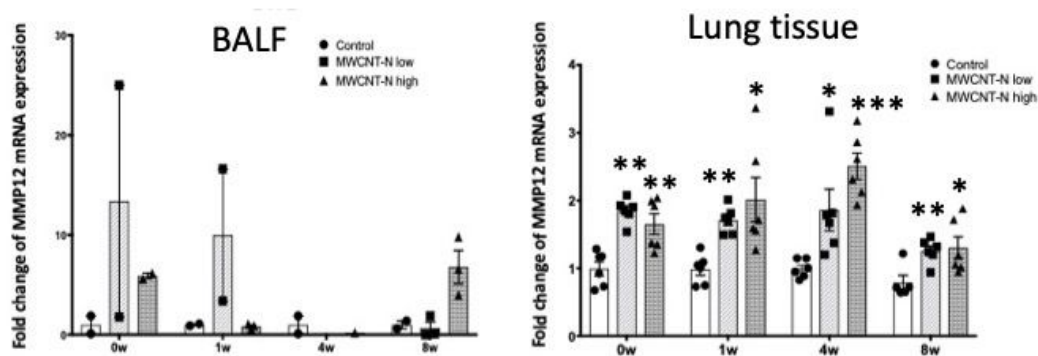 BALF
Fold change of MMP12 mRNA expression
30
20
10
0
Control
MWCNT-N low
MWCNT-N high
0w
1w
4w
8w
Lung tissue
Fold change of MMP12 mRNA expression
4
3
2
1
0
Control
MWCNT-N low
MWCNT-N high
**
**
**
*
*
***
**
*
0w
1w
4w
8w